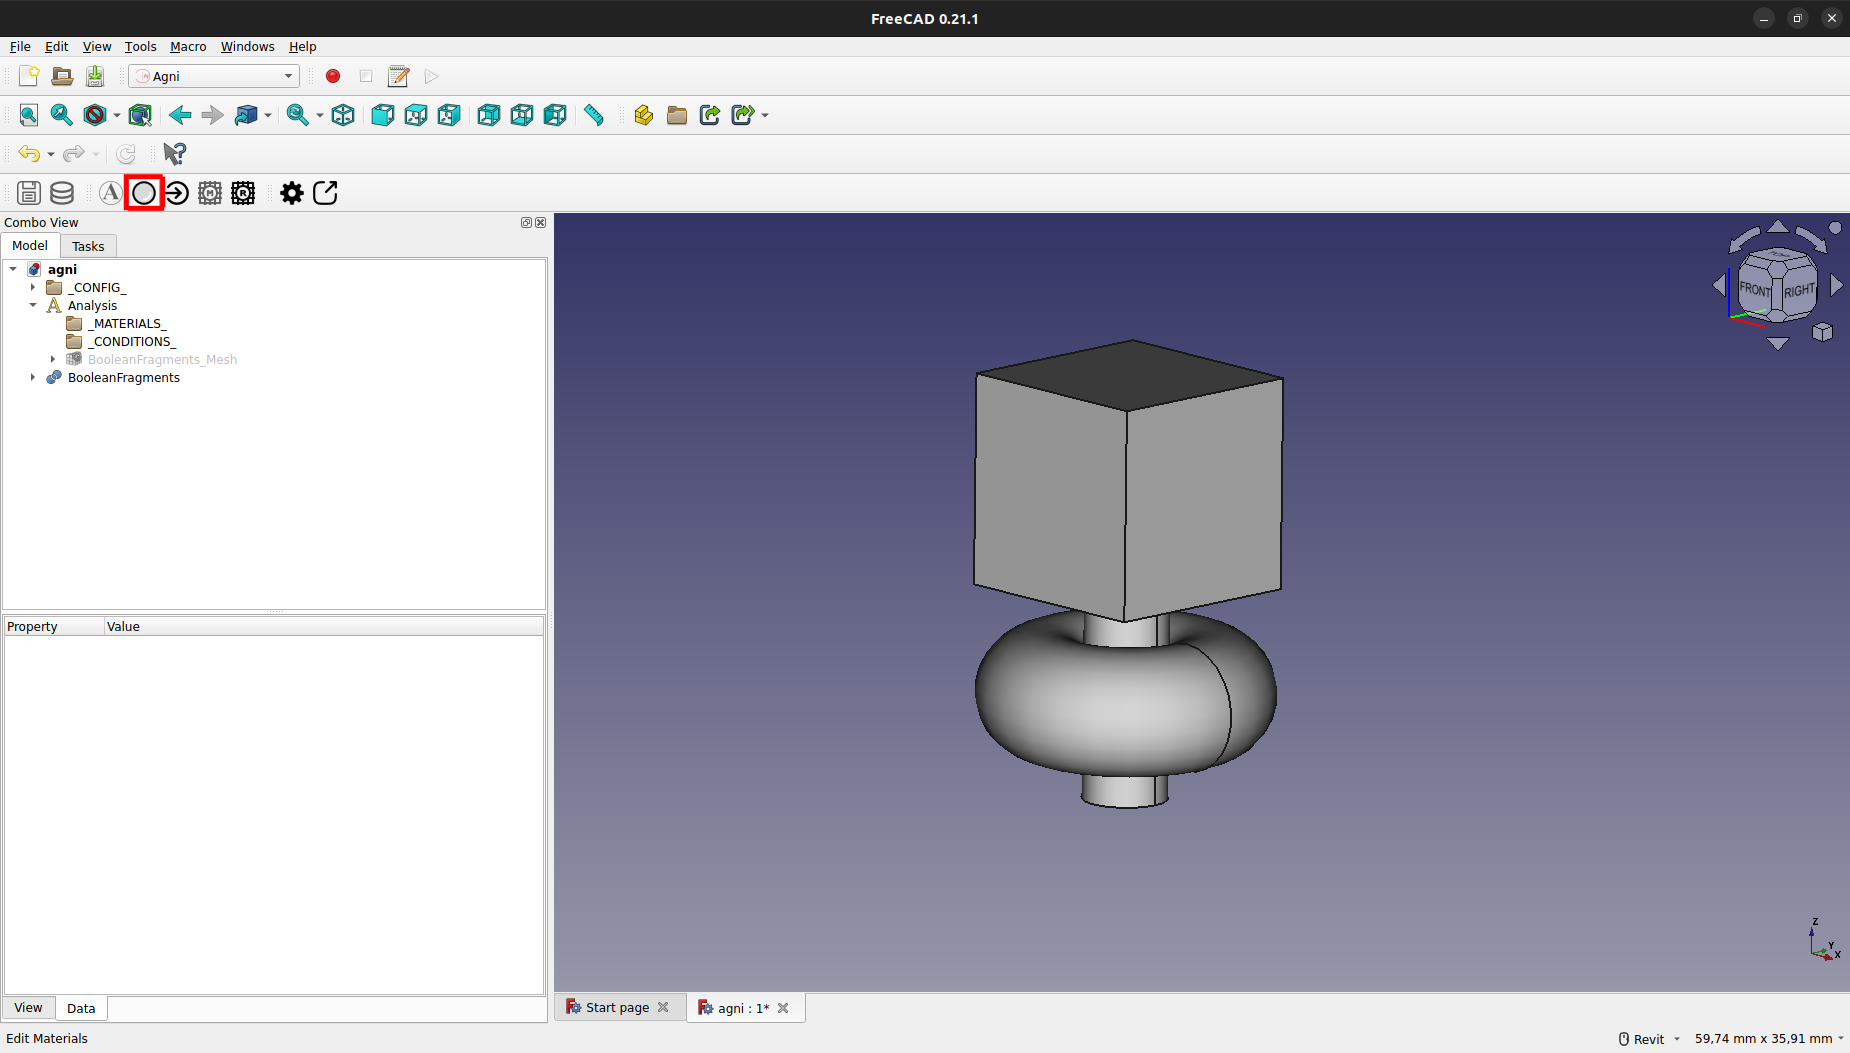 FreeCAD 0.21.1
File Edit View Tools Macro Windows Help
Agni
A M R
Combo View
Model Tasks
agni
_CONFIG_
Analysis
_MATERIALS_
_CONDITIONS_
BooleanFragments_Mesh
BooleanFragments
Property Value
TOP
FRONT RIGHT
Z
Y
X
View Data
Start page agni : 1*
Edit Materials Revit 59,74 mm x 35,91 mm